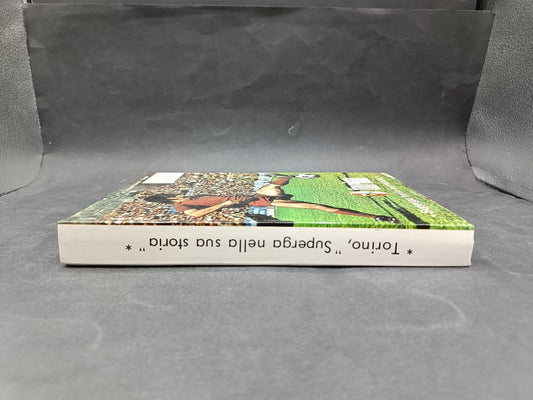 * Torino," Superga nella sua storia " *